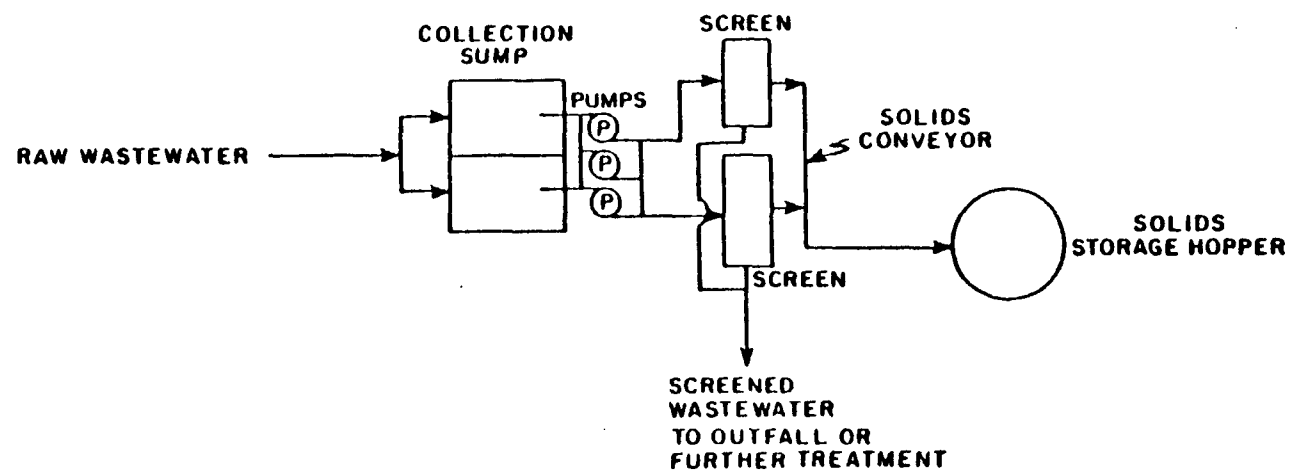 COLLECTION
SUMP
SCREEN
PUMPS
P
P
P
RAW WASTEWATER
SOLIDS
CONVEYOR
SOLIDS
STORAGE HOPPER
SCREEN
SCREENED
WASTEWATER
TO OUTFALL OR
FURTHER TREATMENT